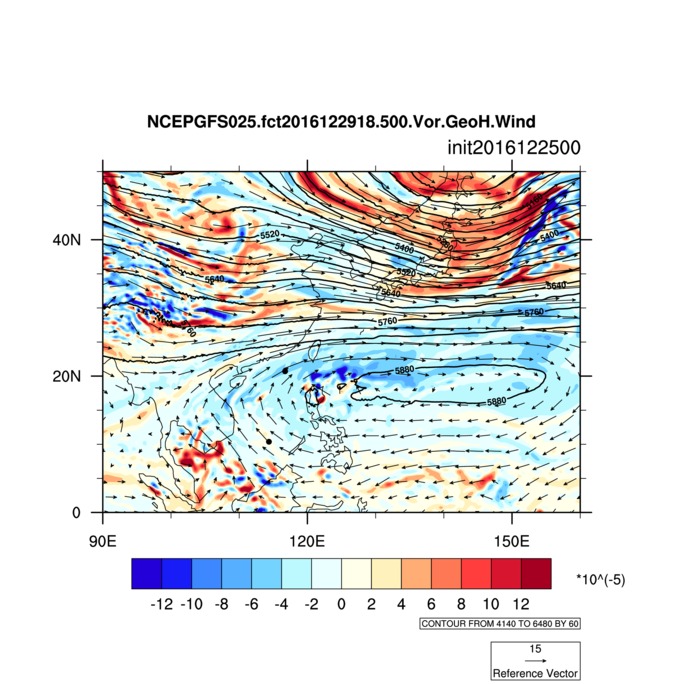 NCEPGFS025.fct2016122918.500.Vor.GeoH.Wind
init2016122500
40N
20N
0
5520
5400
5520
5640
5640
5400
5640
5760
5760
5760
5880
5880
90E 120E 150E
-12 -10 -8 -6 -4 -2 0 2 4 6 8 10 12 *10^(-5)
CONTOUR FROM 4140 TO 6480 BY 60
15
Reference Vector